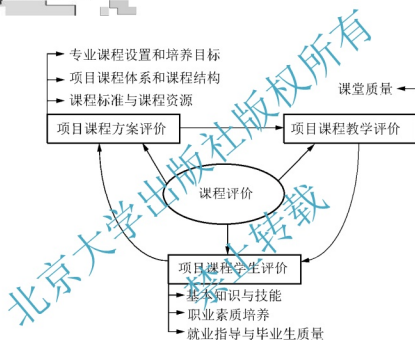 专业课程设置和培养目标
项目课程体系和课程结构
课程标准与课程资源
课堂质量
项目课程方案评价
项目课程教学评价
课程评价
项目课程学生评价
基本知识与技能
职业素质培养
就业指导与毕业生质量
北京大学出版社版权所有
禁止转载